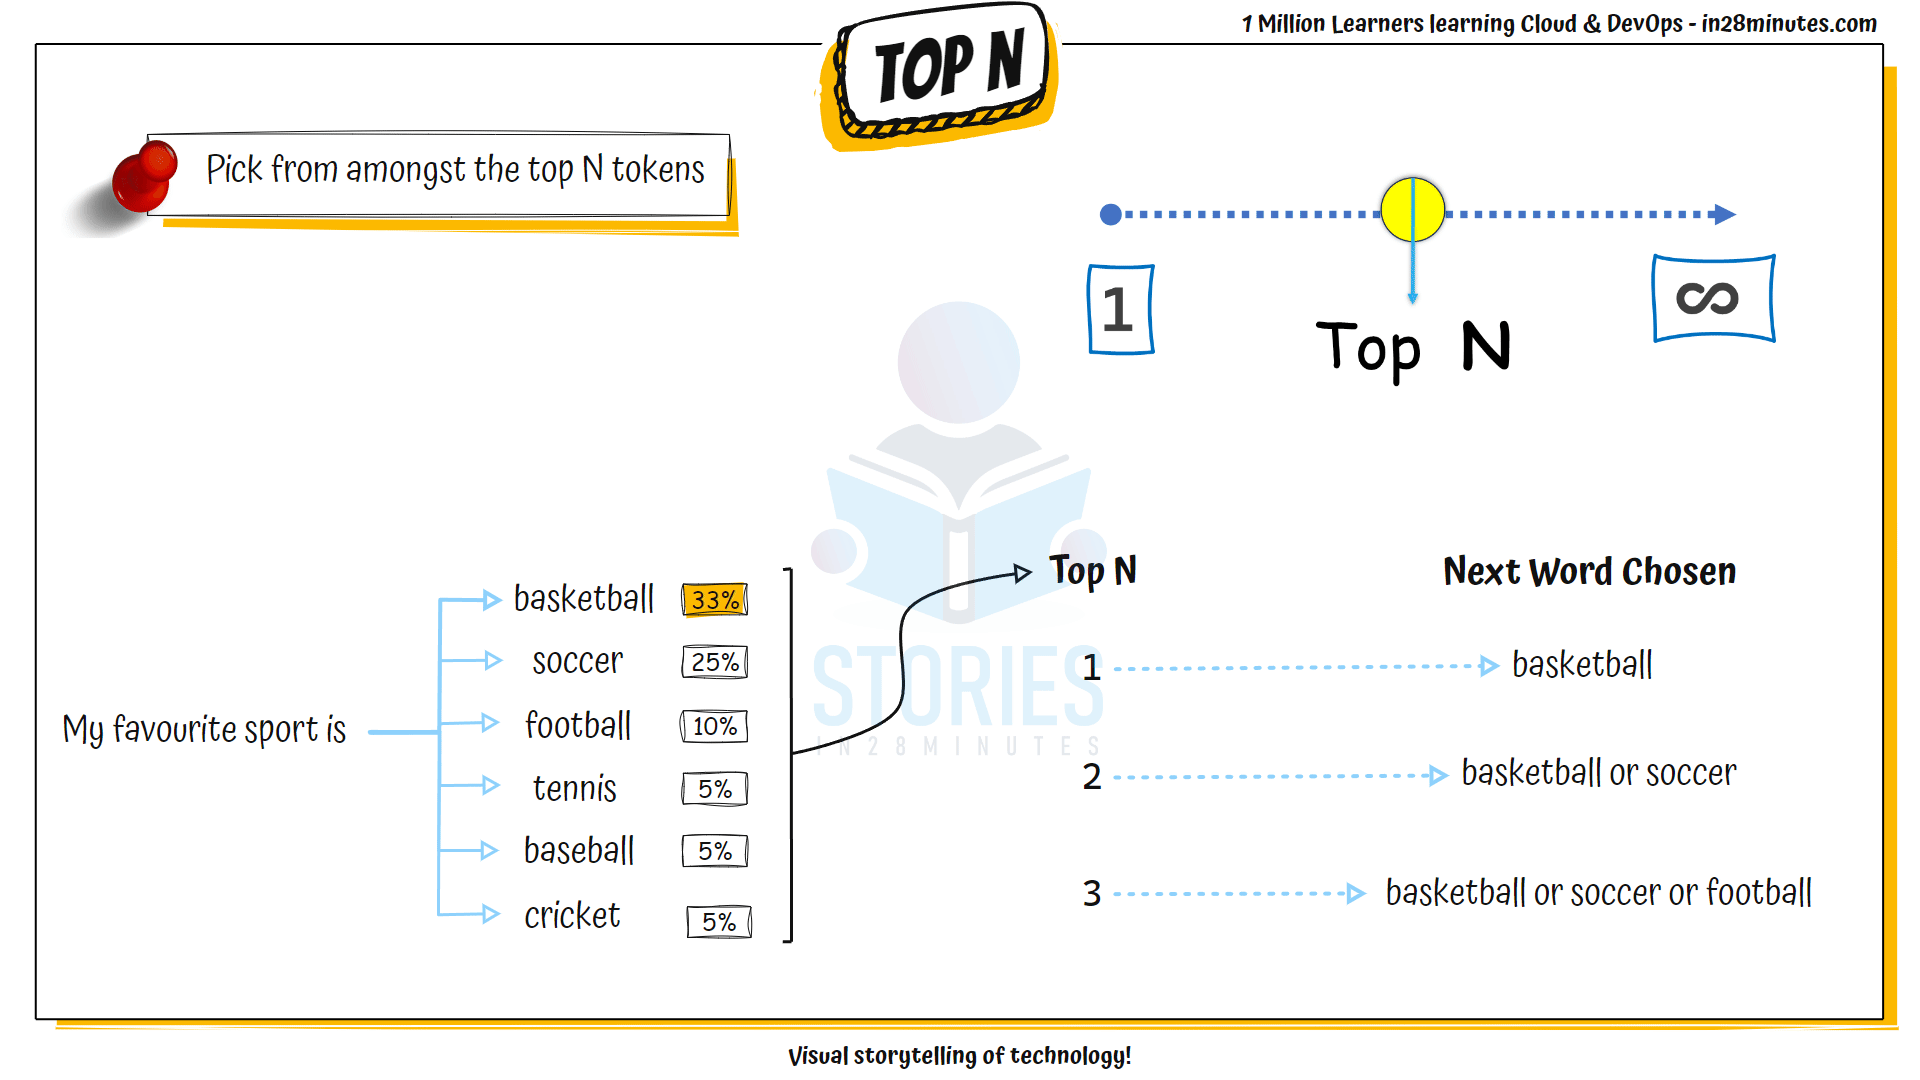 1 Million Learners learning Cloud & DevOps - in28minutes.com
TOP N
Pick from amongst the top N tokens
1
∞
Top N
My favourite sport is
basketball 33%
soccer 25%
football 10%
tennis 5%
baseball 5%
cricket 5%
Top N Next Word Chosen
1 basketball
2 basketball or soccer
3 basketball or soccer or football
STORIES
IN28MINUTES
Visual storytelling of technology!